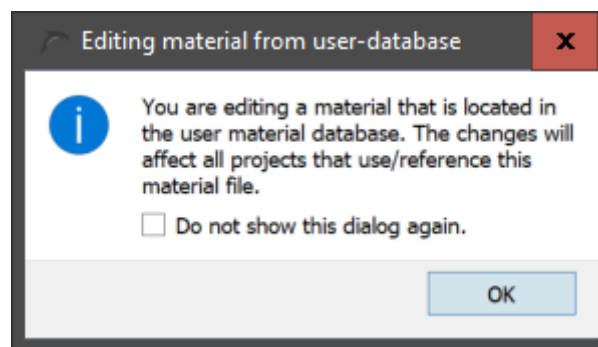 Editing material from user-database
You are editing a material that is located in
the user material database. The changes will
affect all projects that use/reference this
material file.
Do not show this dialog again.
OK